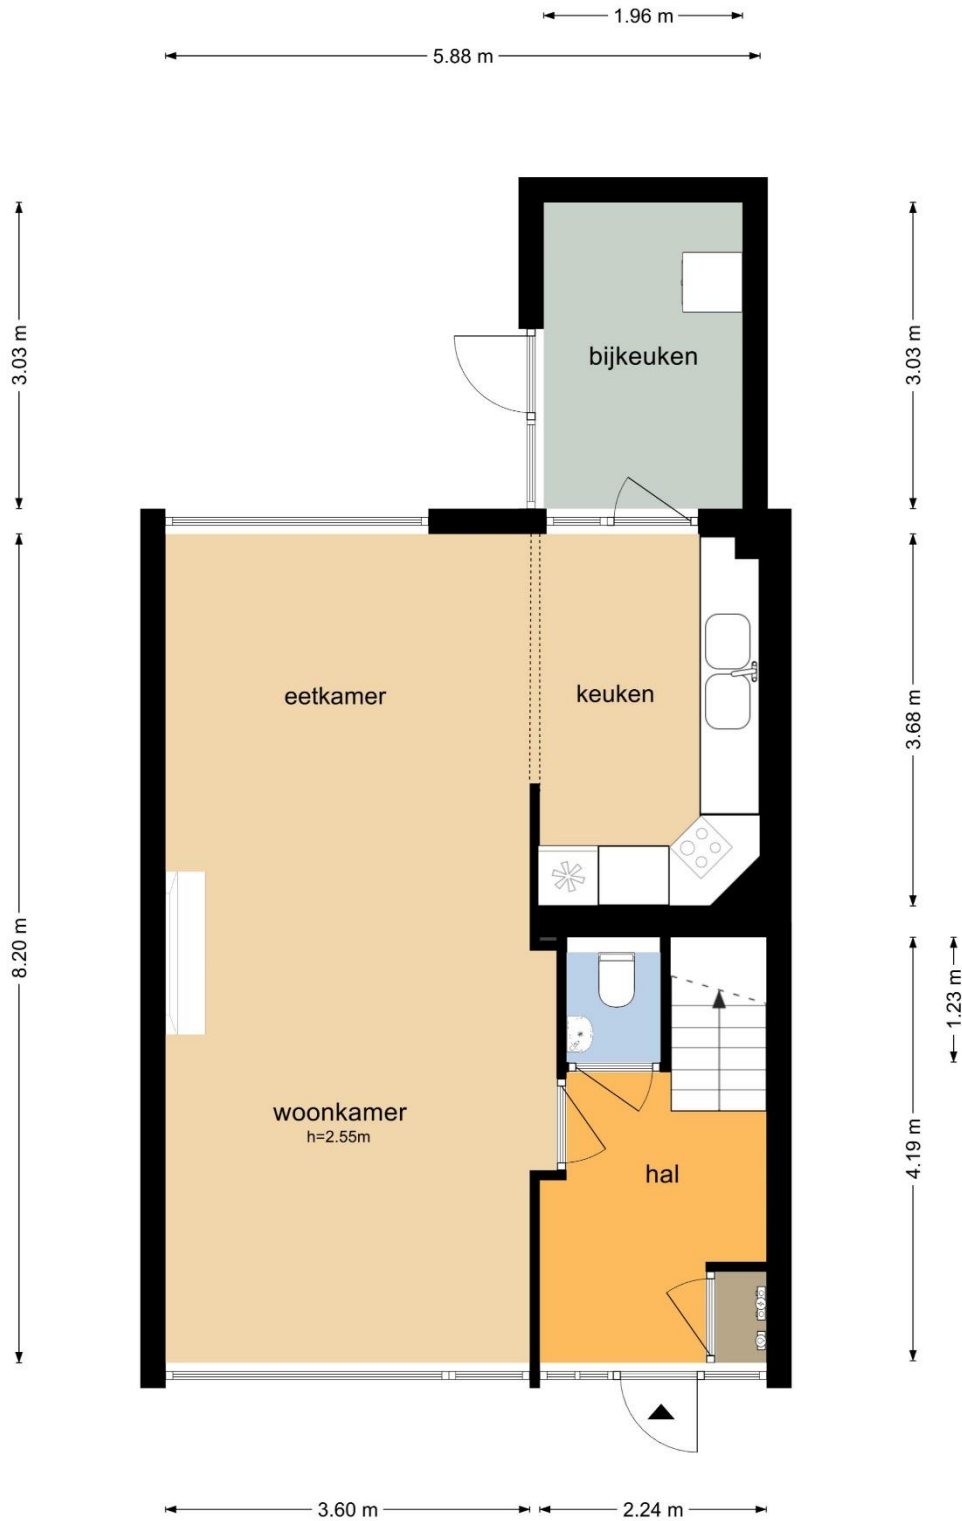 1.96 m
5.88 m
3.03 m
3.03 m
bijkeuken
eetkamer
keuken
3.68 m
8.20 m
1.23 m
woonkamer
h=2.55m
4.19 m
hal
3.60 m
2.24 m